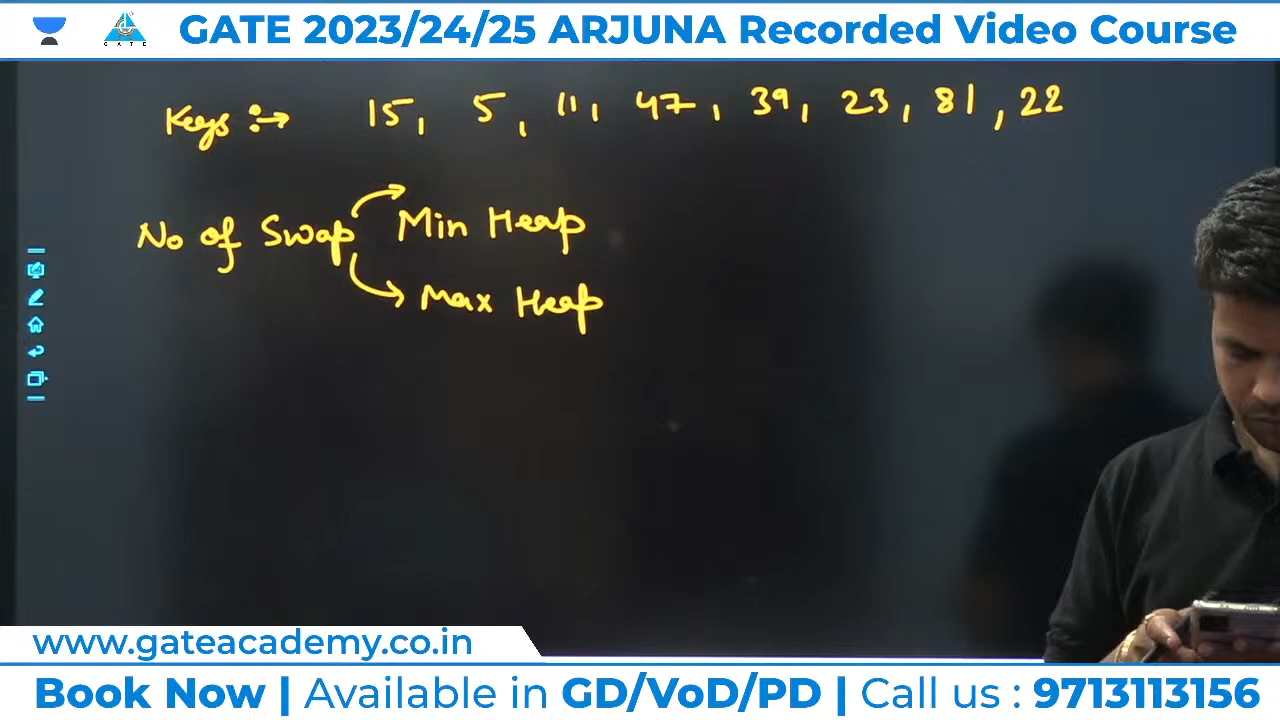 GATE 2023/24/25 ARJUNA Recorded Video Course
GATE
Keys :→ 15, 5, 11, 47, 39, 23, 81, 22
No of Swap → Min Heap
→ Max Heap
www.gateacademy.co.in
Book Now | Available in GD/VoD/PD | Call us : 9713113156